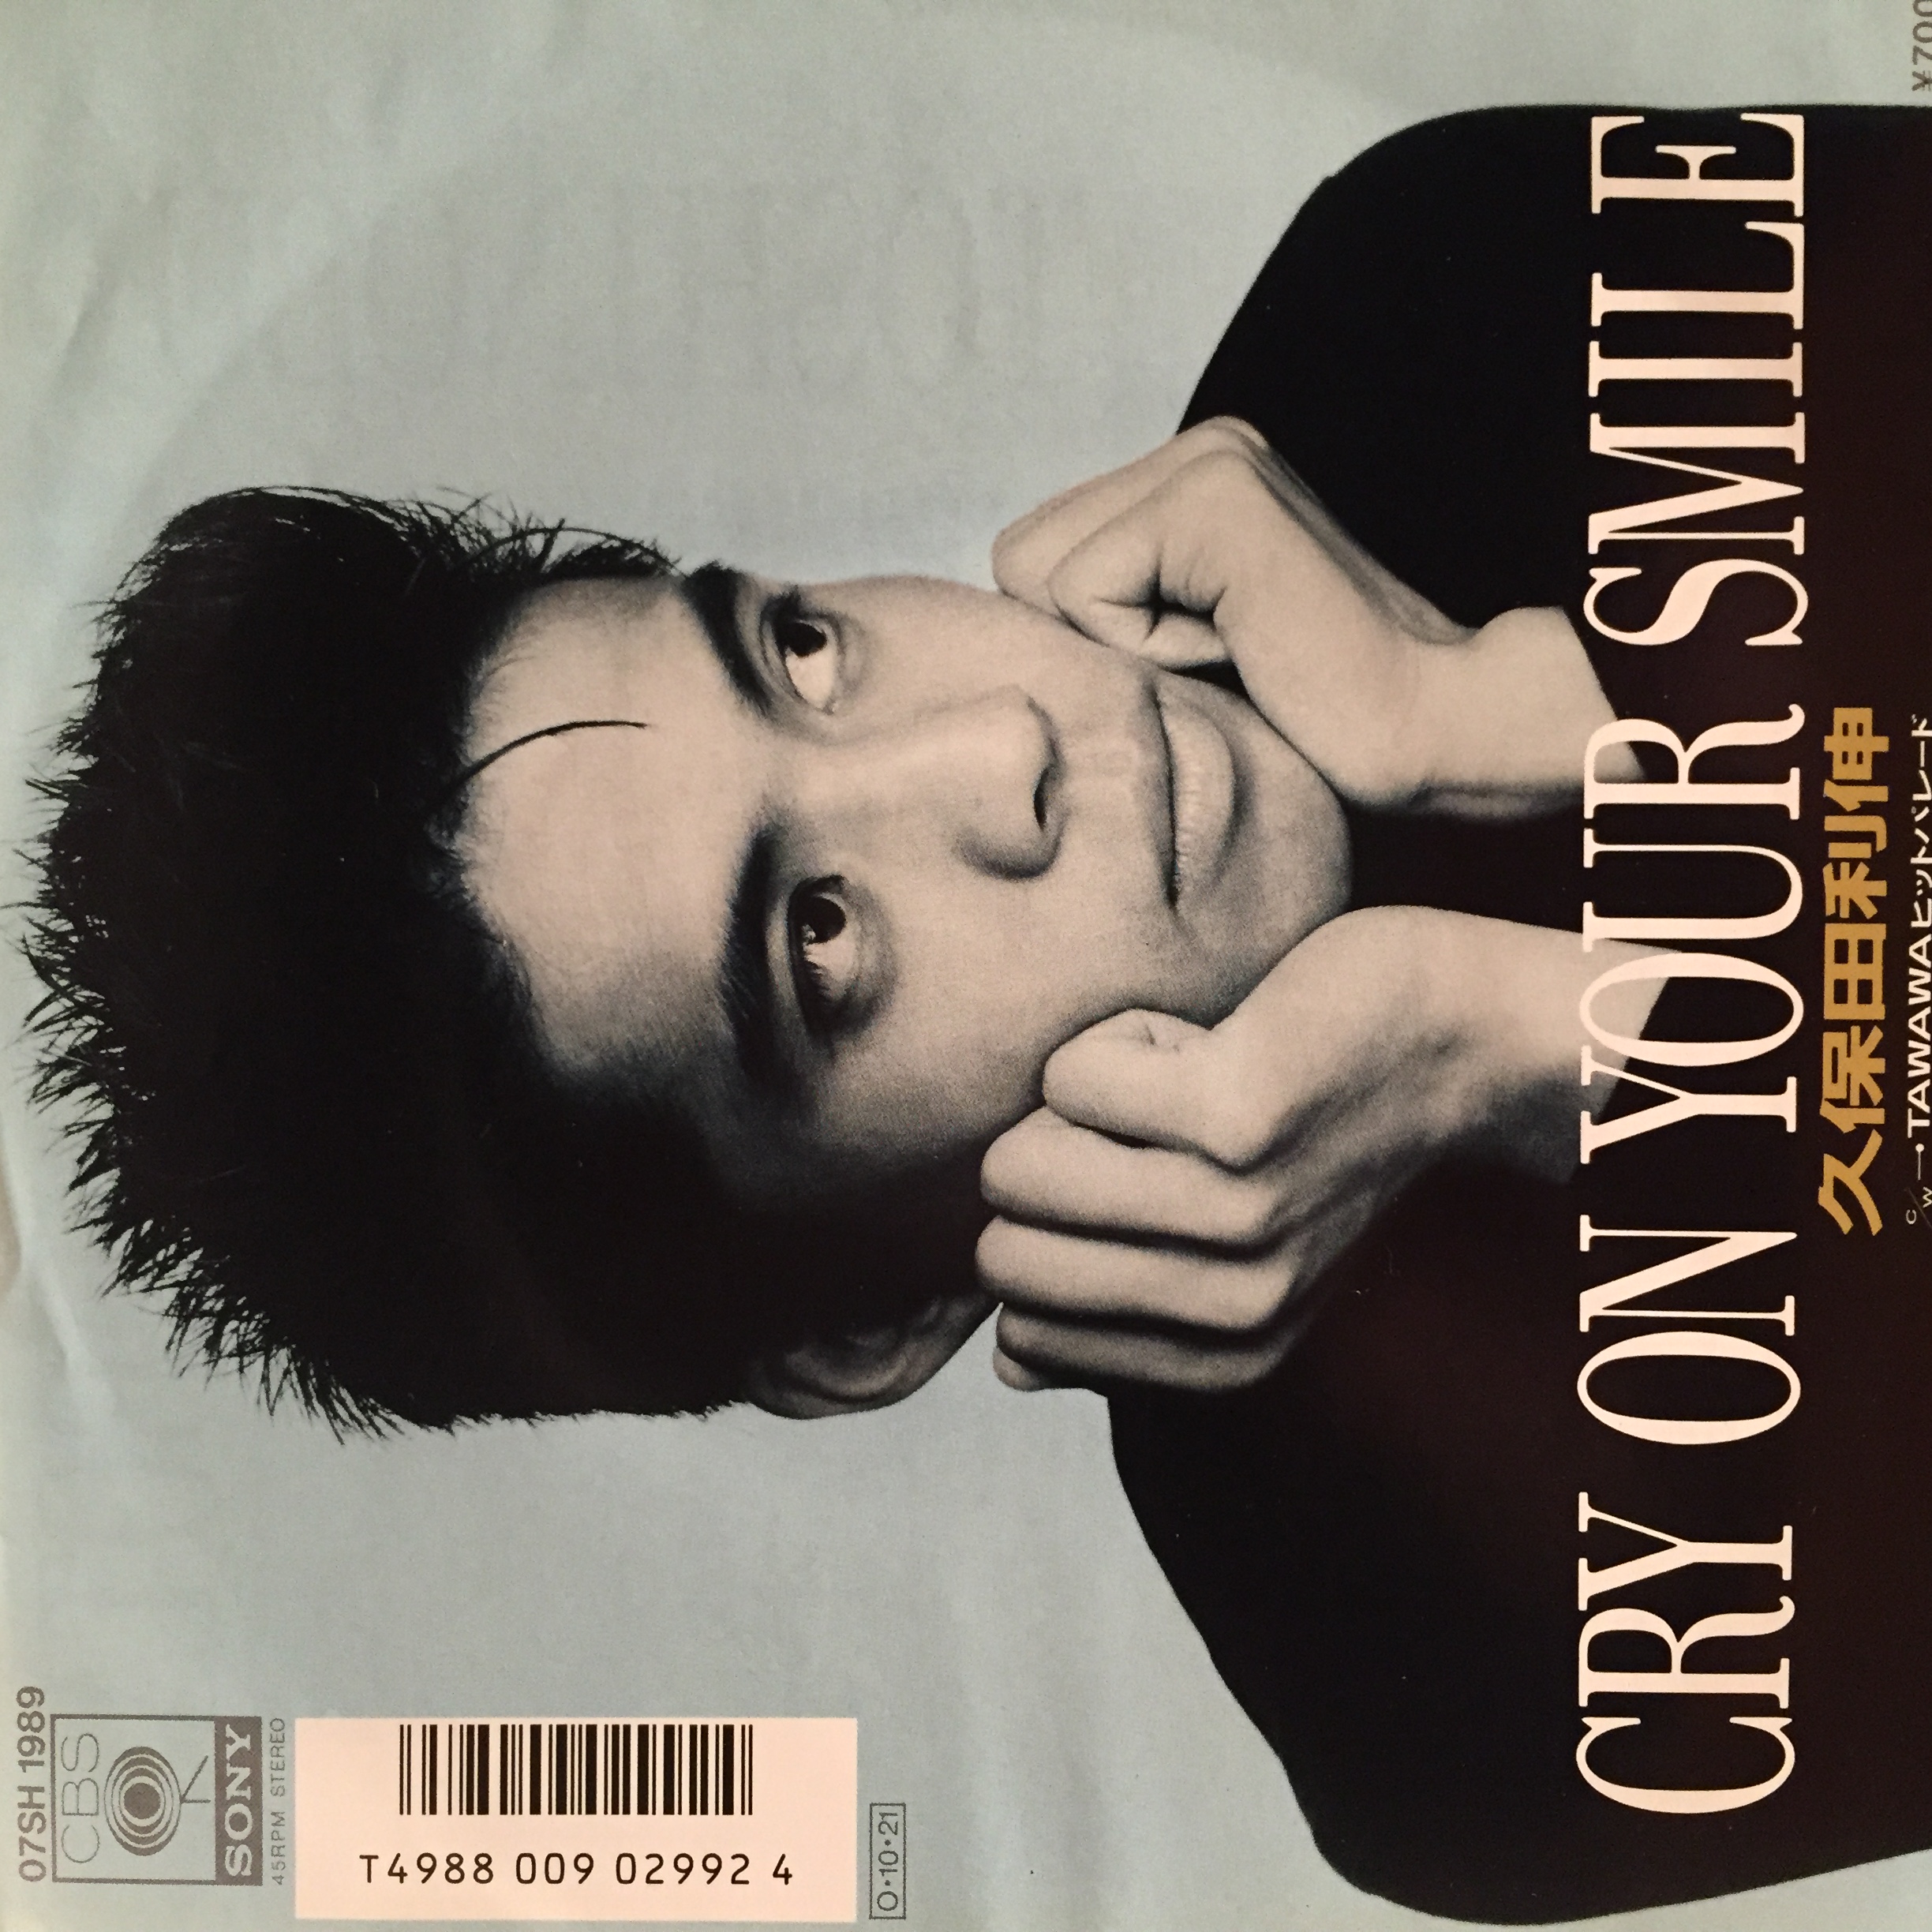 07SH 1989
CBS
SONY
45RPM STEREO
T4988 009 02992 4
O·10·21
¥700
CRY ON YOUR SMILE
久保田利伸
C/W —·TAWAWAヒットパレード